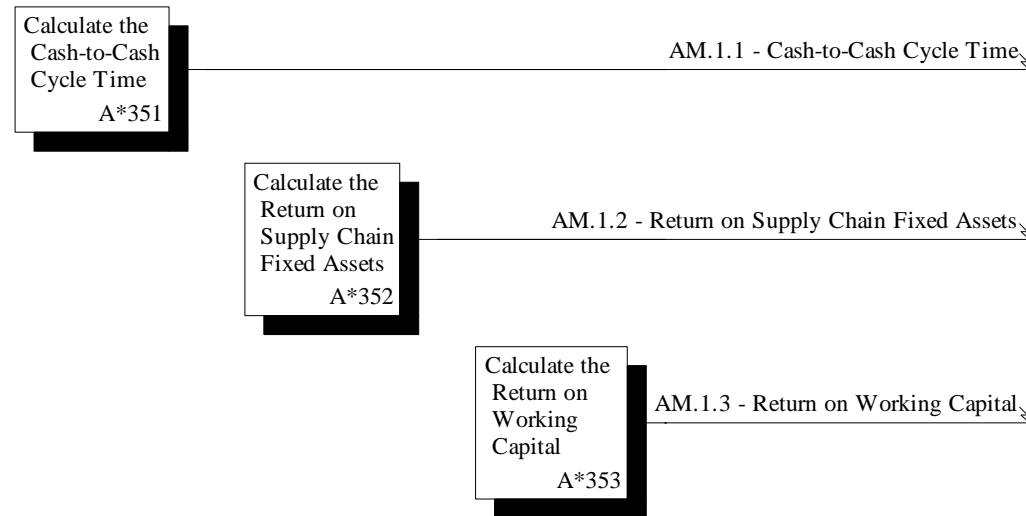 Calculate the
Cash-to-Cash
Cycle Time
A*351
AM.1.1 - Cash-to-Cash Cycle Time
Calculate the
Return on
Supply Chain
Fixed Assets
A*352
AM.1.2 - Return on Supply Chain Fixed Assets
Calculate the
Return on
Working
Capital
A*353
AM.1.3 - Return on Working Capital